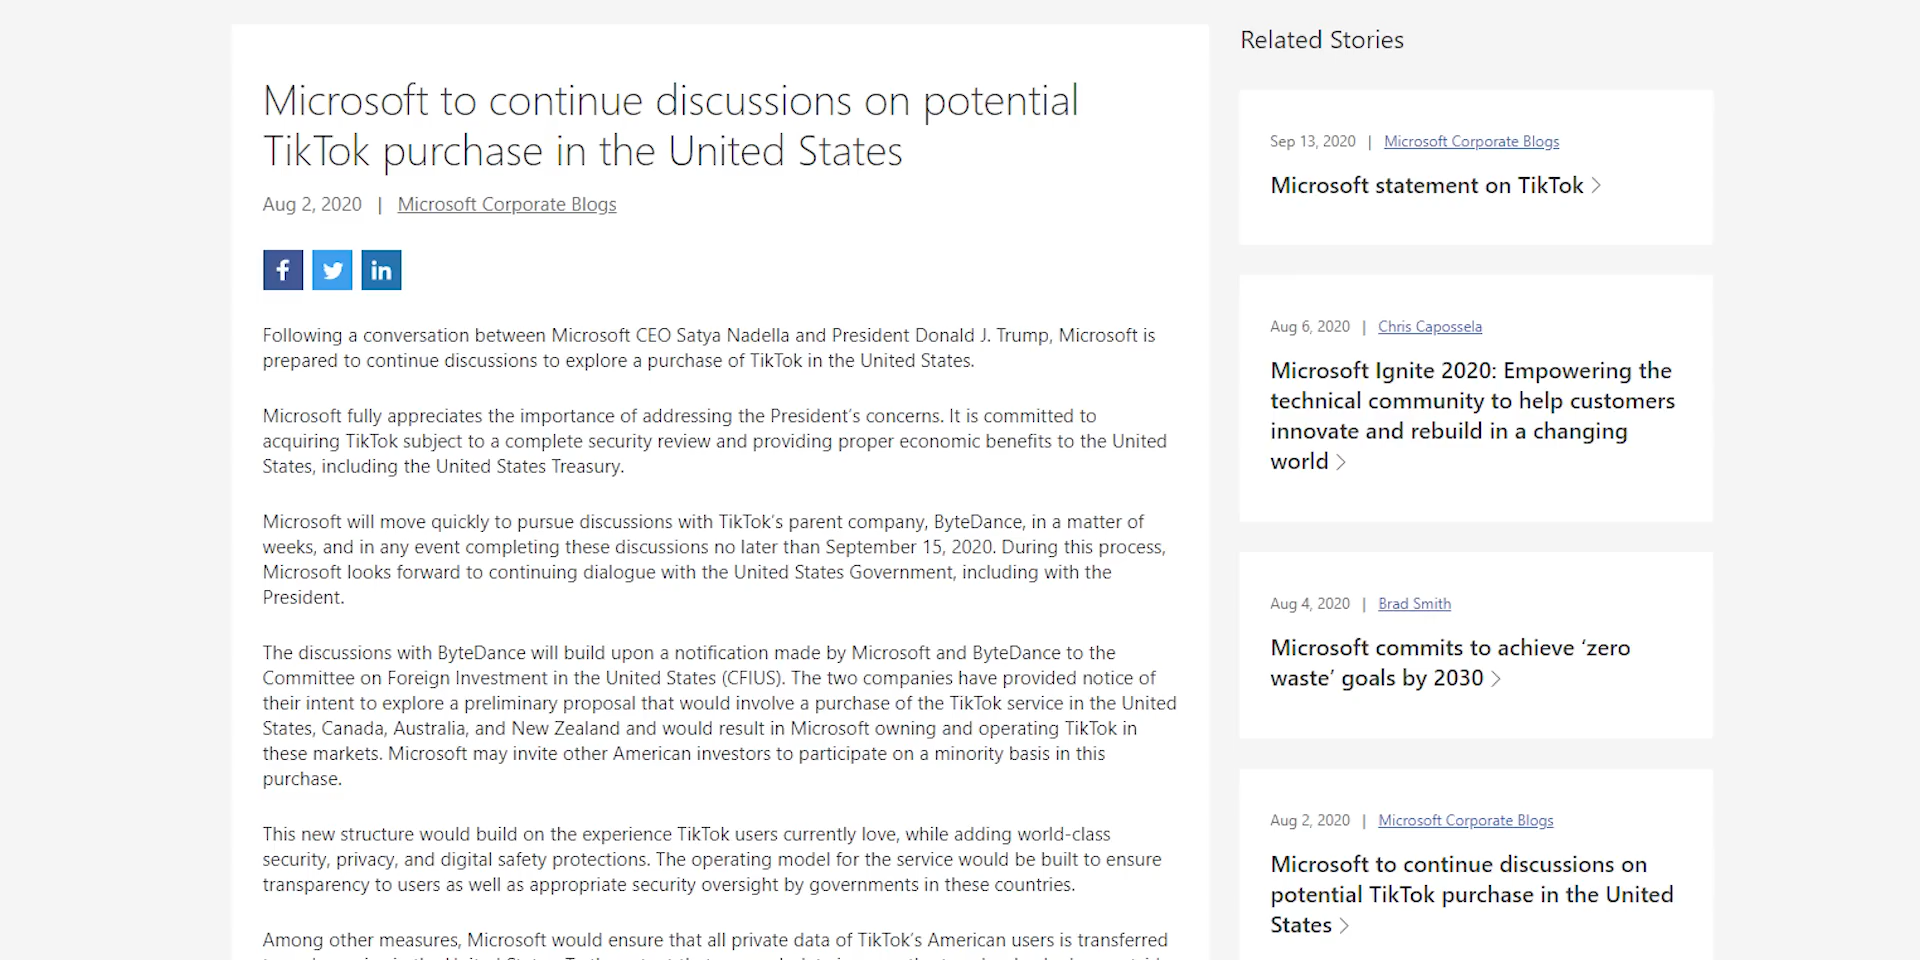 Microsoft to continue discussions on potential
TikTok purchase in the United States
Aug 2, 2020 | Microsoft Corporate Blogs
Following a conversation between Microsoft CEO Satya Nadella and President Donald J. Trump, Microsoft is
prepared to continue discussions to explore a purchase of TikTok in the United States.
Microsoft fully appreciates the importance of addressing the President’s concerns. It is committed to
acquiring TikTok subject to a complete security review and providing proper economic benefits to the United
States, including the United States Treasury.
Microsoft will move quickly to pursue discussions with TikTok’s parent company, ByteDance, in a matter of
weeks, and in any event completing these discussions no later than September 15, 2020. During this process,
Microsoft looks forward to continuing dialogue with the United States Government, including with the
President.
The discussions with ByteDance will build upon a notification made by Microsoft and ByteDance to the
Committee on Foreign Investment in the United States (CFIUS). The two companies have provided notice of
their intent to explore a preliminary proposal that would involve a purchase of the TikTok service in the United
States, Canada, Australia, and New Zealand and would result in Microsoft owning and operating TikTok in
these markets. Microsoft may invite other American investors to participate on a minority basis in this
purchase.
This new structure would build on the experience TikTok users currently love, while adding world-class
security, privacy, and digital safety protections. The operating model for the service would be built to ensure
transparency to users as well as appropriate security oversight by governments in these countries.
Among other measures, Microsoft would ensure that all private data of TikTok’s American users is transferred
Related Stories
Sep 13, 2020 | Microsoft Corporate Blogs
Microsoft statement on TikTok >
Aug 6, 2020 | Chris Capossela
Microsoft Ignite 2020: Empowering the
technical community to help customers
innovate and rebuild in a changing
world >
Aug 4, 2020 | Brad Smith
Microsoft commits to achieve ‘zero
waste’ goals by 2030 >
Aug 2, 2020 | Microsoft Corporate Blogs
Microsoft to continue discussions on
potential TikTok purchase in the United
States >